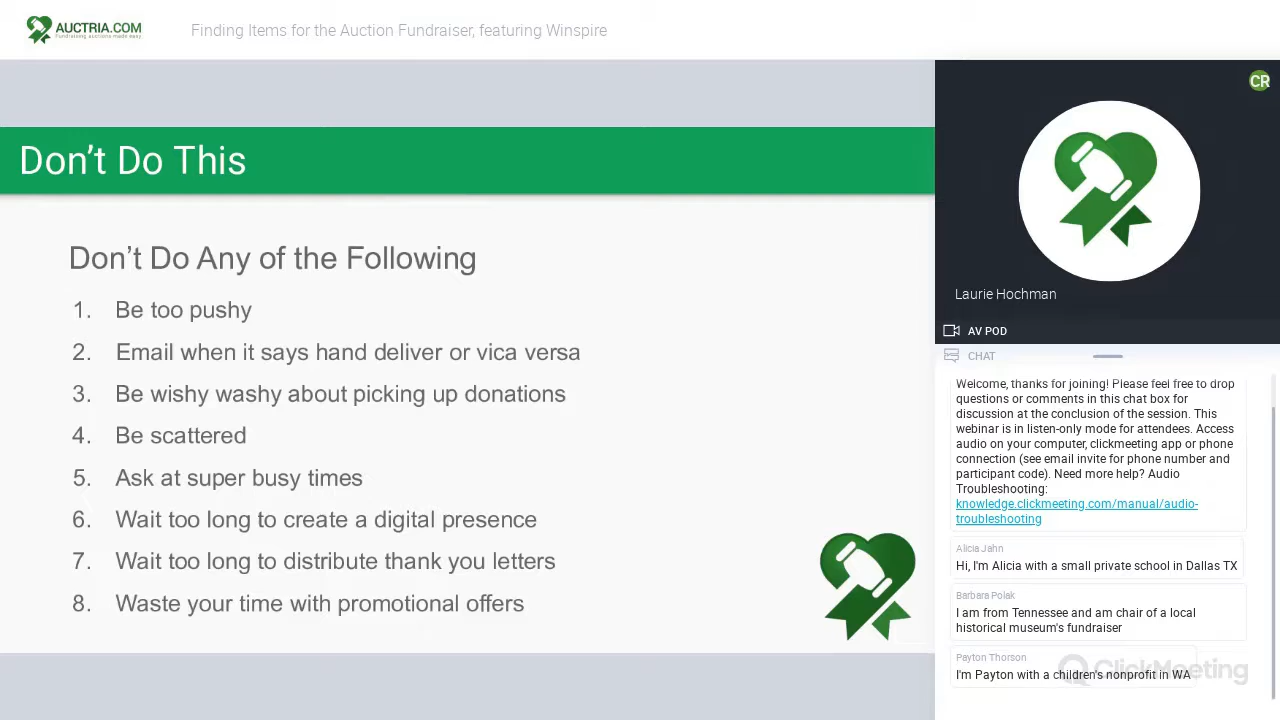 AUCTRIA.COM
Fundraising auctions made easy
Finding Items for the Auction Fundraiser, featuring Winspire
Don’t Do This
Don’t Do Any of the Following
1. Be too pushy
2. Email when it says hand deliver or vica versa
3. Be wishy washy about picking up donations
4. Be scattered
5. Ask at super busy times
6. Wait too long to create a digital presence
7. Wait too long to distribute thank you letters
8. Waste your time with promotional offers
CR
Laurie Hochman
AV POD
CHAT
Welcome, thanks for joining! Please feel free to drop
questions or comments in this chat box for
discussion at the conclusion of the session. This
webinar is in listen-only mode for attendees. Access
audio on your computer, clickmeeting app or phone
connection (see email invite for phone number and
participant code). Need more help? Audio
Troubleshooting:
knowledge.clickmeeting.com/manual/audio-
troubleshooting
Alicia Jahn
Hi, I'm Alicia with a small private school in Dallas TX
Barbara Polak
I am from Tennessee and am chair of a local
historical museum's fundraiser
Payton Thorson
I'm Payton with a children's nonprofit in WA
ClickMeeting